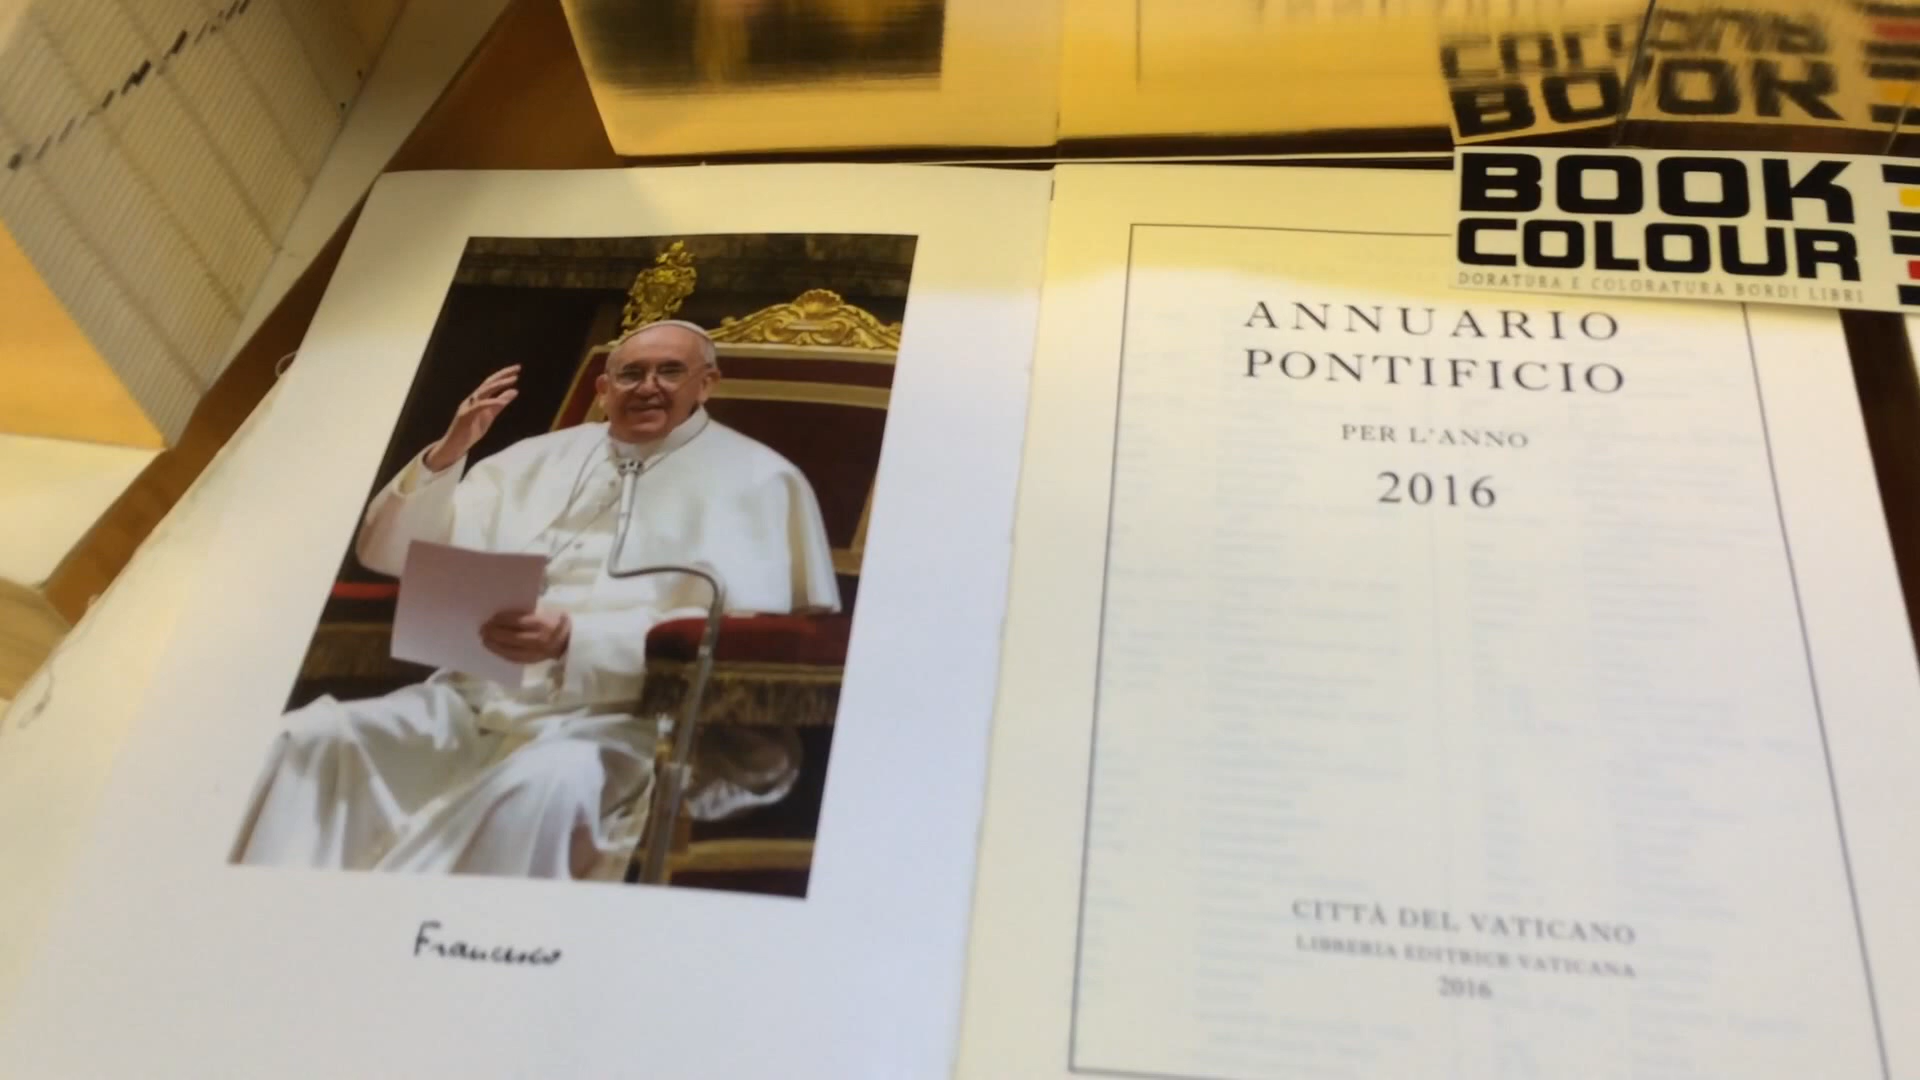 BOOK
COLOUR
DORATURA E COLORATURA BORDI LIBRI
ANNUARIO
PONTIFICIO
PER L'ANNO
2016
CITTÀ DEL VATICANO
LIBRERIA EDITRICE VATICANA
2016
Francesco